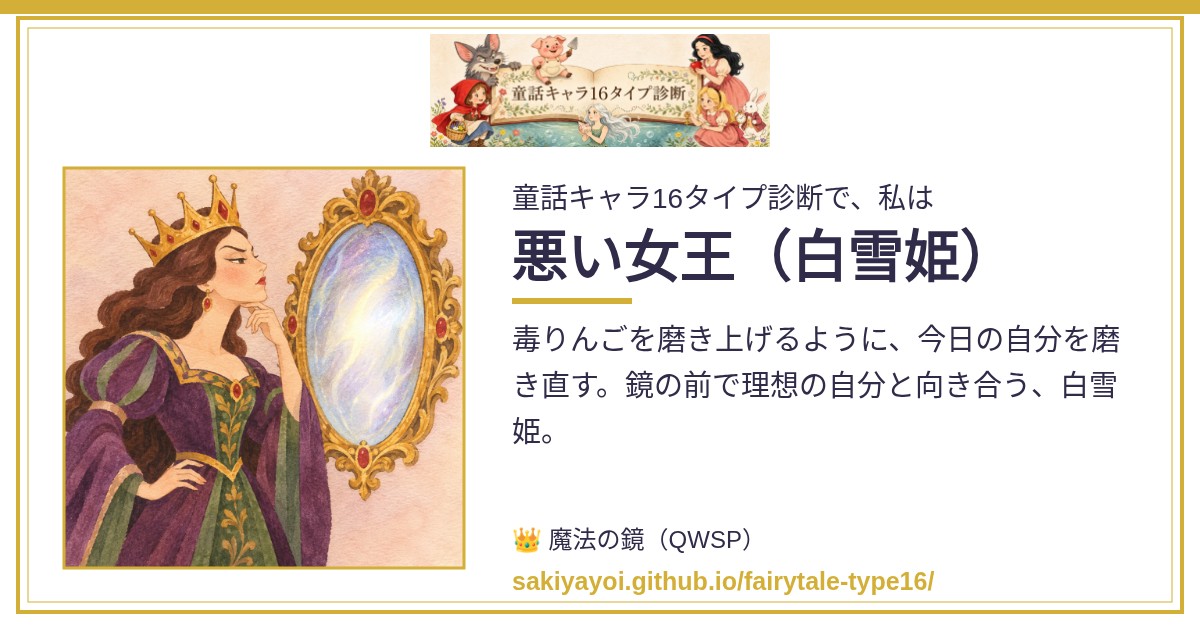 童話キャラ16タイプ診断
童話キャラ16タイプ診断で、私は
悪い女王（白雪姫）
毒りんごを磨き上げるように、今日の自分を磨
き直す。鏡の前で理想の自分と向き合う、白雪
姫。
👑 魔法の鏡（QWSP）
sakiyayoi.github.io/fairytale-type16/